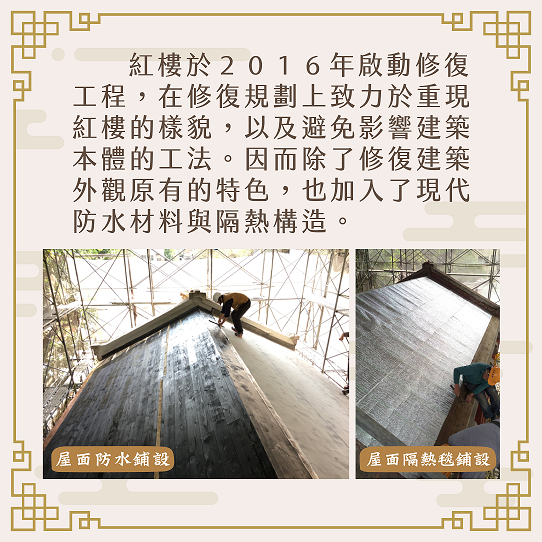 紅樓於２０１６年啟動修復
工程，在修復規劃上致力於重現
紅樓的樣貌，以及避免影響建築
本體的工法。因而除了修復建築
外觀原有的特色，也加入了現代
防水材料與隔熱構造。
屋面防水鋪設
屋面隔熱毯鋪設